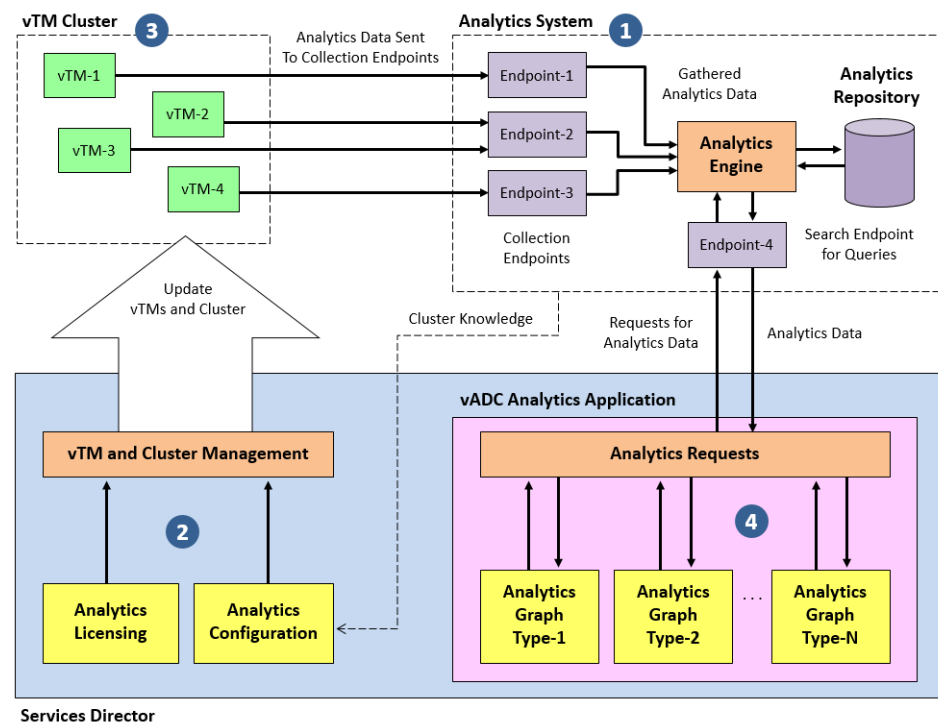 vTM Cluster
3
Analytics System
1
Analytics Data Sent
To Collection Endpoints
vTM-1
vTM-2
vTM-3
vTM-4
Endpoint-1
Endpoint-2
Endpoint-3
Collection
Endpoints
Gathered
Analytics Data
Analytics
Repository
Analytics
Engine
Endpoint-4
Search Endpoint
for Queries
Update
vTMs and Cluster
Cluster Knowledge
Requests for
Analytics Data
Analytics Data
vADC Analytics Application
vTM and Cluster Management
Analytics Requests
2
4
Analytics
Licensing
Analytics
Configuration
Analytics
Graph
Type-1
Analytics
Graph
Type-2
...
Analytics
Graph
Type-N
Services Director